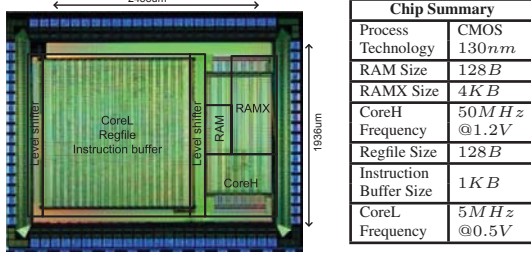 Level shifter
CoreL
Regfile
Instruction buffer
Level shifter
RAM
RAMX
CoreH
1936um
Chip Summary
Process Technology CMOS 130nm
RAM Size 128B
RAMX Size 4KB
CoreH Frequency 50MHz @1.2V
Regfile Size 128B
Instruction Buffer Size 1KB
CoreL Frequency 5MHz @0.5V